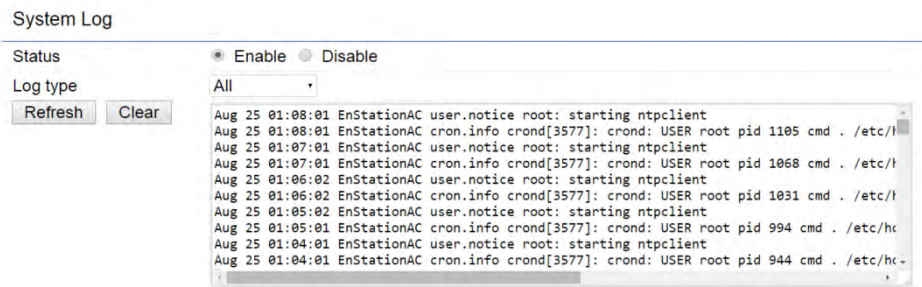 System Log
Status Enable Disable
Log type All
Refresh Clear
Aug 25 01:08:01 EnStationAC user.notice root: starting ntpclient
Aug 25 01:08:01 EnStationAC cron.info crond[3577]: crond: USER root pid 1105 cmd . /etc/h
Aug 25 01:07:01 EnStationAC user.notice root: starting ntpclient
Aug 25 01:07:01 EnStationAC cron.info crond[3577]: crond: USER root pid 1068 cmd . /etc/h
Aug 25 01:06:02 EnStationAC user.notice root: starting ntpclient
Aug 25 01:06:02 EnStationAC cron.info crond[3577]: crond: USER root pid 1031 cmd . /etc/h
Aug 25 01:05:02 EnStationAC user.notice root: starting ntpclient
Aug 25 01:05:01 EnStationAC cron.info crond[3577]: crond: USER root pid 994 cmd . /etc/ho
Aug 25 01:04:01 EnStationAC user.notice root: starting ntpclient
Aug 25 01:04:01 EnStationAC cron.info crond[3577]: crond: USER root pid 944 cmd . /etc/ho